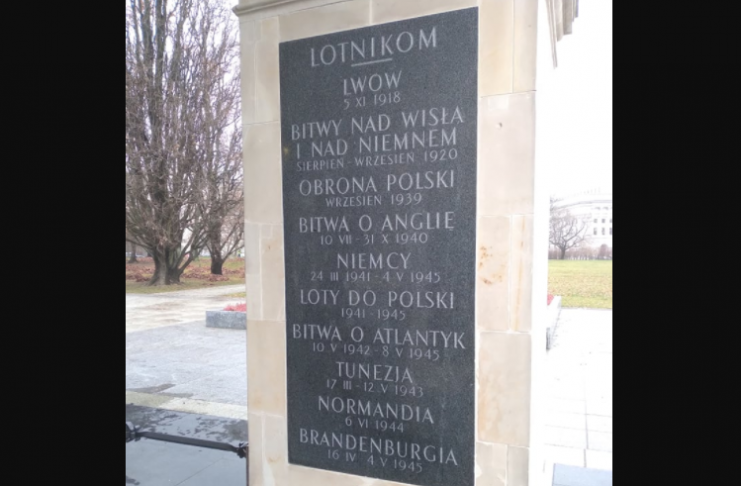 LOTNIKOM
LWOW
5 XI 1918
BITWY NAD WISŁA
I NAD NIEMNEM
SIERPIEŃ - WRZESIEŃ 1920
OBRONA POLSKI
WRZESIEŃ 1939
BITWA O ANGLIĘ
10 VII - 31 X 1940
NIEMCY
24 III 1941 - 4 V 1945
LOTY DO POLSKI
1941 - 1945
BITWA O ATLANTYK
10 V 1942 - 8 V 1945
TUNEZJA
17 III - 12 V 1943
NORMANDIA
6 VI 1944
BRANDENBURGIA
16 IV - 4 V 1945